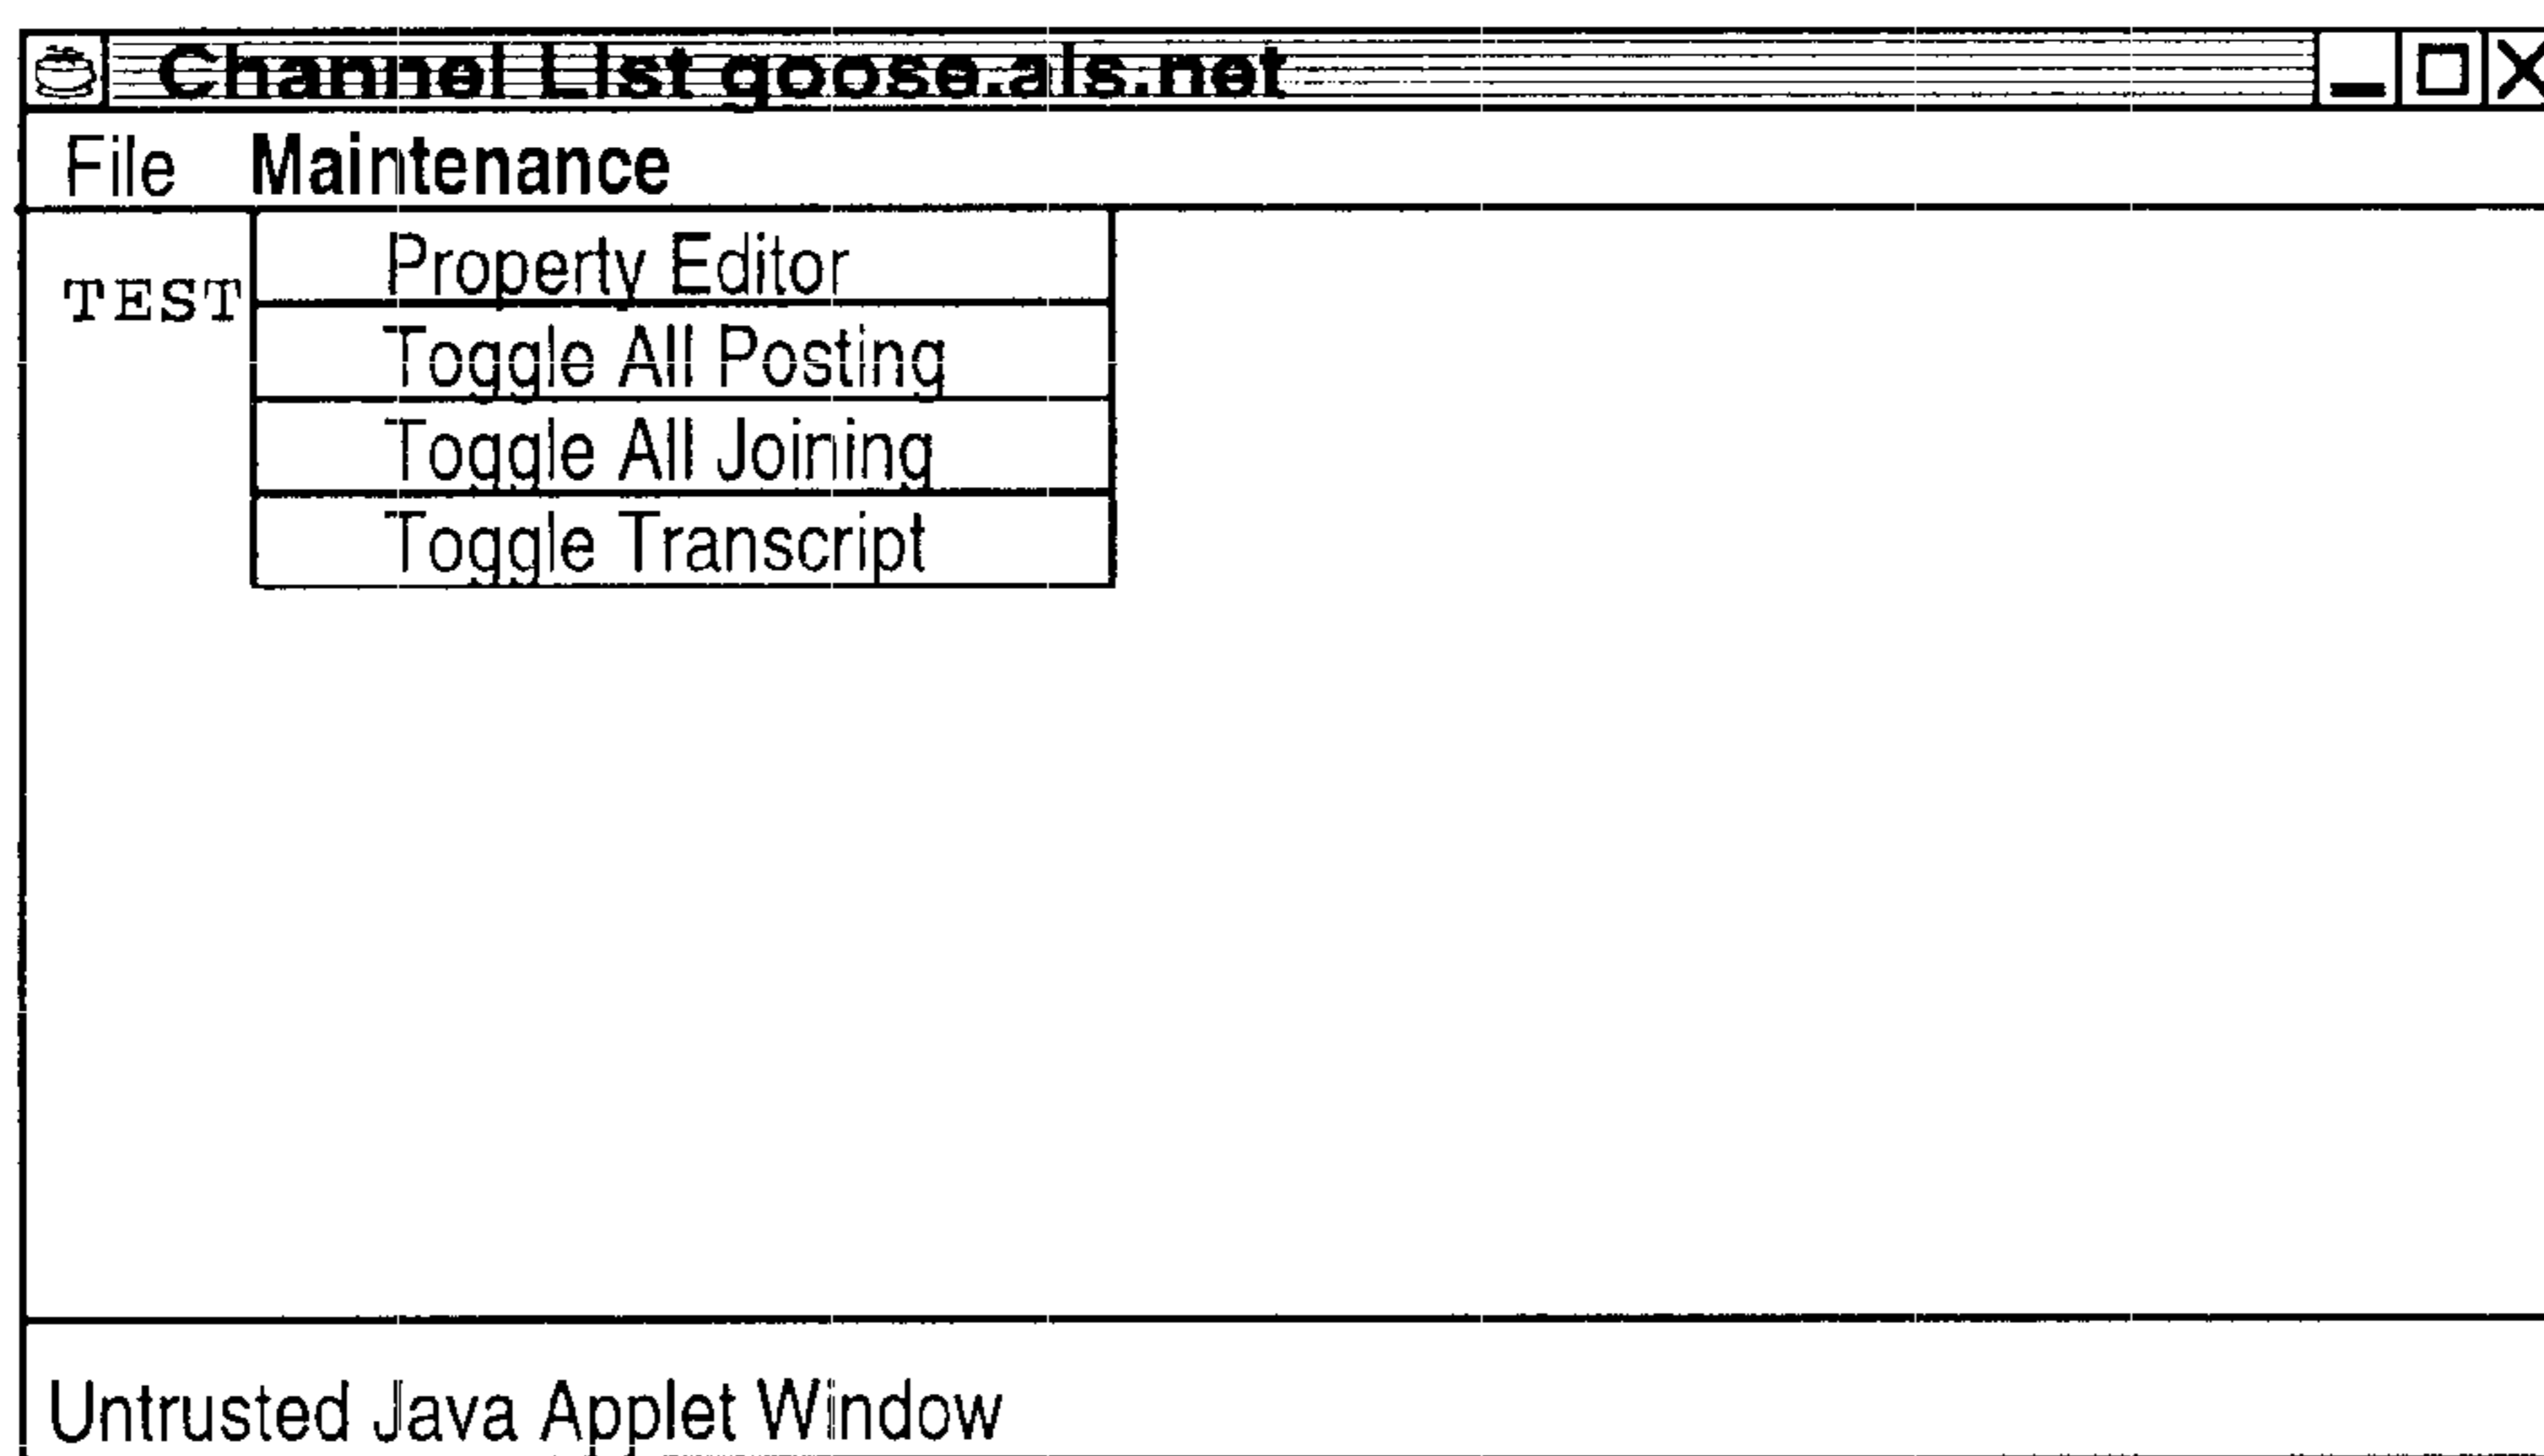 Channel List goose.als.net
File Maintenance
TEST
Property Editor
Toggle All Posting
Toggle All Joining
Toggle Transcript
Untrusted Java Applet Window